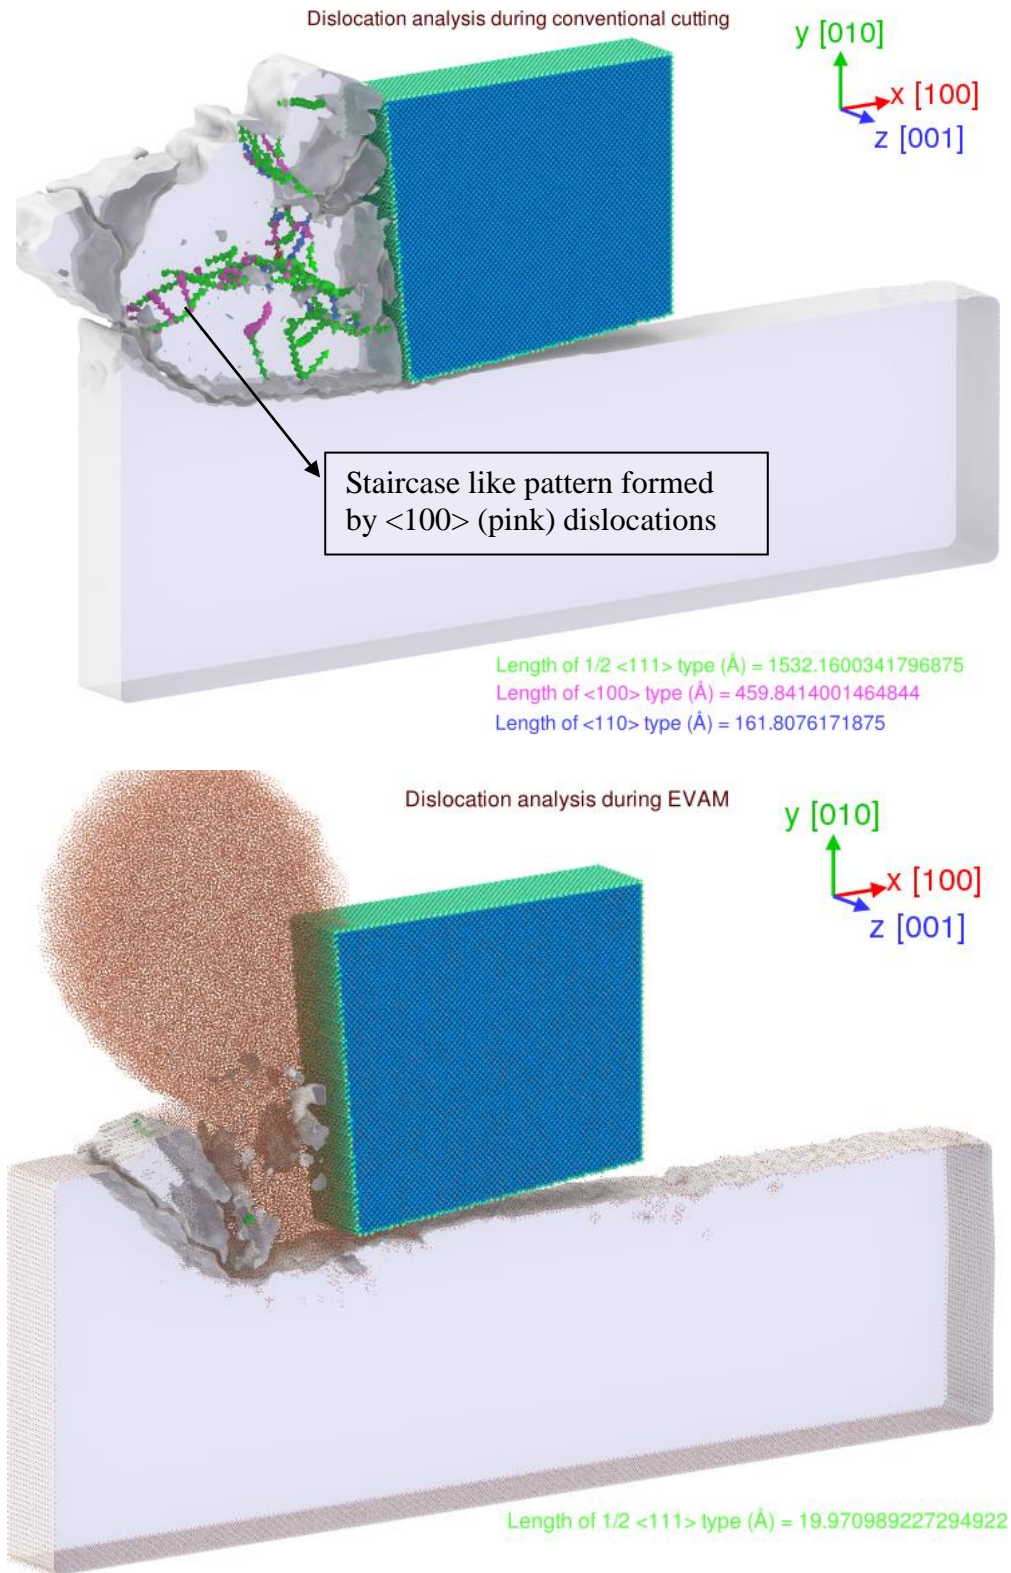 Dislocation analysis during conventional cutting
y [010]
x [100]
z [001]
Staircase like pattern formed
by <100> (pink) dislocations
Length of 1/2 <111> type (Å) = 1532.1600341796875
Length of <100> type (Å) = 459.8414001464844
Length of <110> type (Å) = 161.8076171875
Dislocation analysis during EVAM
y [010]
x [100]
z [001]
Length of 1/2 <111> type (Å) = 19.970989227294922